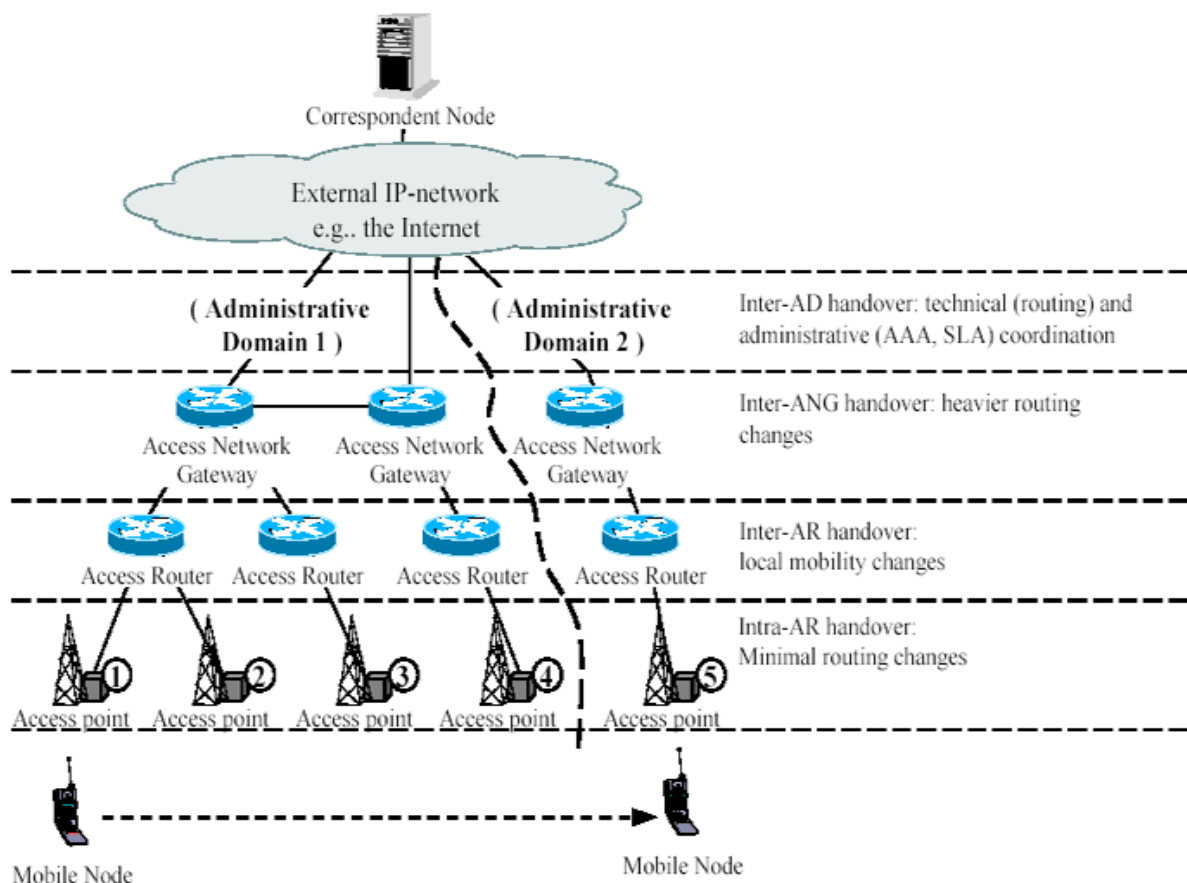 Correspondent Node
External IP-network
e.g.. the Internet
( Administrative
Domain 1 )
( Administrative
Domain 2 )
Inter-AD handover: technical (routing) and
administrative (AAA, SLA) coordination
Access Network
Gateway
Access Network
Gateway
Access Network
Gateway
Inter-ANG handover: heavier routing
changes
Access Router
Access Router
Access Router
Access Router
Inter-AR handover:
local mobility changes
1
2
3
4
5
Access point
Access point
Access point
Access point
Access point
Intra-AR handover:
Minimal routing changes
Mobile Node
Mobile Node